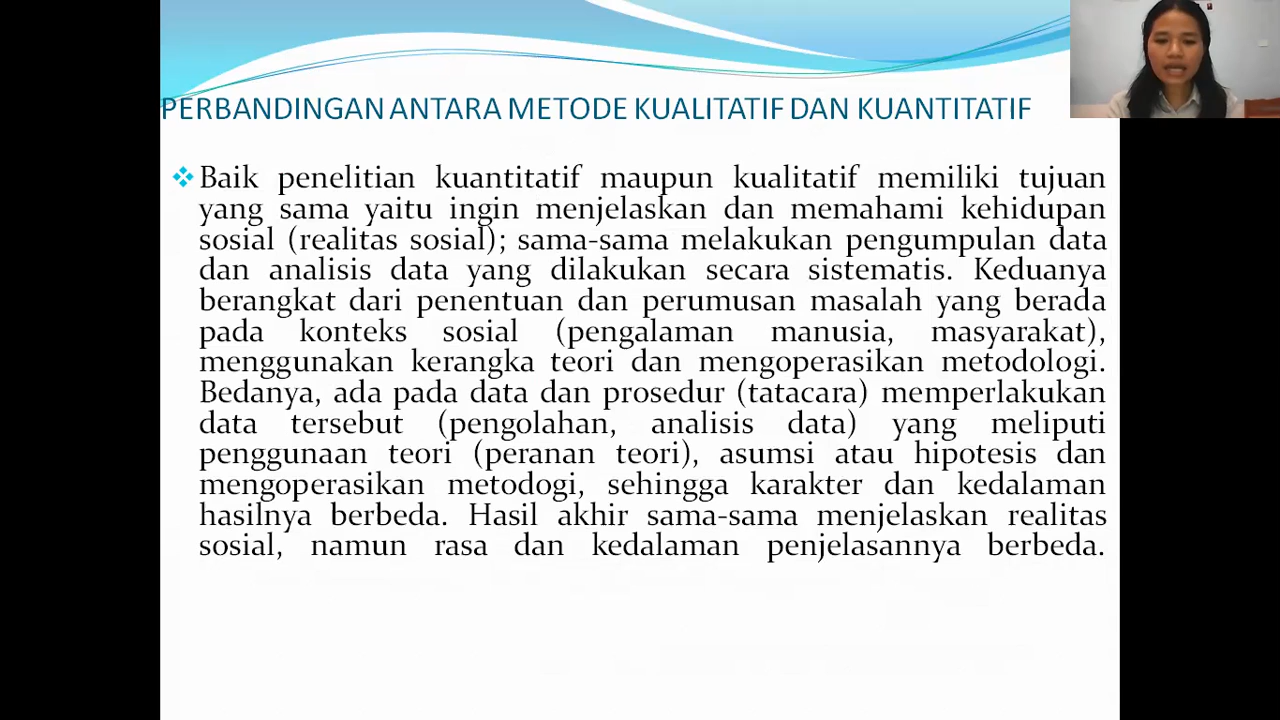 PERBANDINGAN ANTARA METODE KUALITATIF DAN KUANTITATIF
Baik penelitian kuantitatif maupun kualitatif memiliki tujuan
yang sama yaitu ingin menjelaskan dan memahami kehidupan
sosial (realitas sosial); sama-sama melakukan pengumpulan data
dan analisis data yang dilakukan secara sistematis. Keduanya
berangkat dari penentuan dan perumusan masalah yang berada
pada konteks sosial (pengalaman manusia, masyarakat),
menggunakan kerangka teori dan mengoperasikan metodologi.
Bedanya, ada pada data dan prosedur (tatacara) memperlakukan
data tersebut (pengolahan, analisis data) yang meliputi
penggunaan teori (peranan teori), asumsi atau hipotesis dan
mengoperasikan metodogi, sehingga karakter dan kedalaman
hasilnya berbeda. Hasil akhir sama-sama menjelaskan realitas
sosial, namun rasa dan kedalaman penjelasannya berbeda.